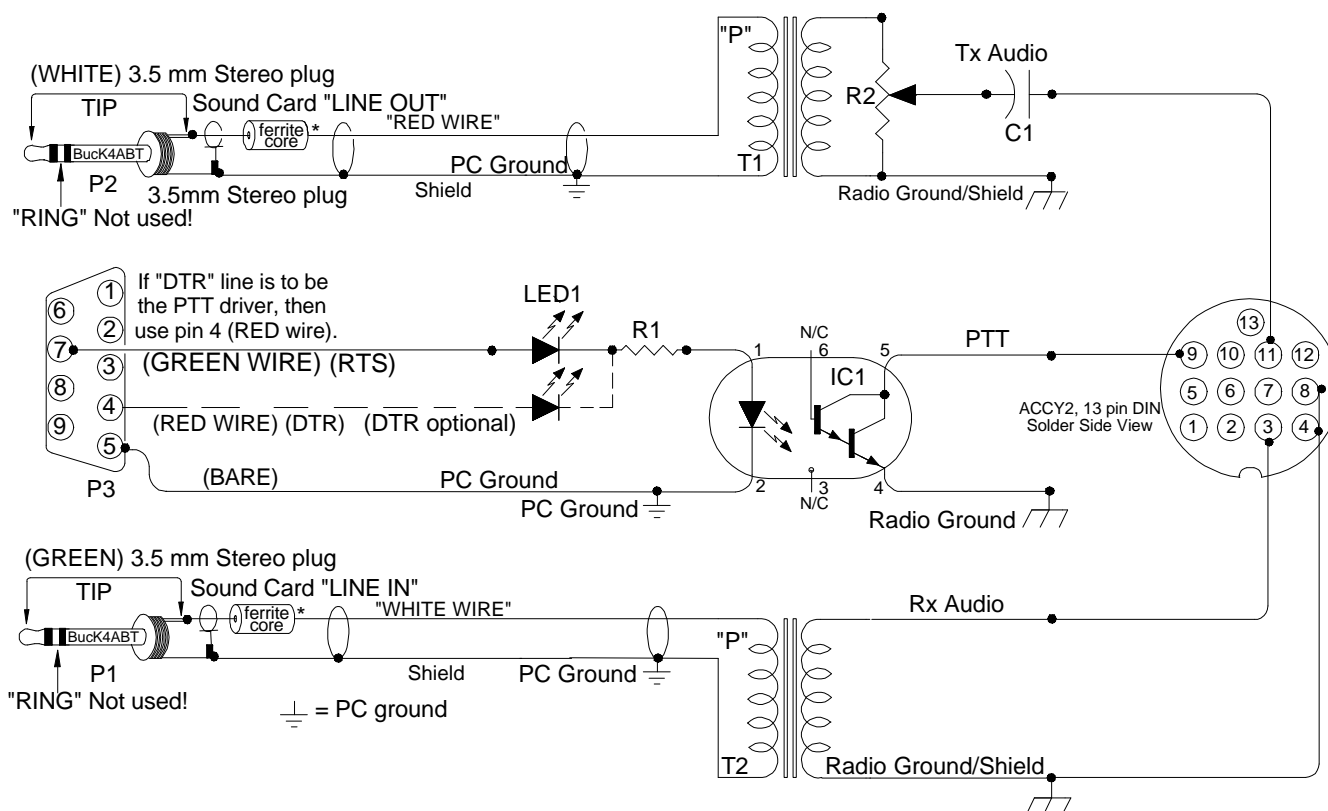 (WHITE) 3.5 mm Stereo plug
TIP
Sound Card "LINE OUT"
ferrite
core
*
"RED WIRE"
BucK4ABT
P2
3.5mm Stereo plug
"RING" Not used!
PC Ground
Shield
"P"
T1
R2
Tx Audio
C1
Radio Ground/Shield
If "DTR" line is to be
the PTT driver, then
use pin 4 (RED wire).
(GREEN WIRE) (RTS)
(RED WIRE) (DTR)
(DTR optional)
(BARE)
PC Ground
PC Ground
1
2
3
4
5
6
7
8
9
P3
LED1
R1
1
N/C
6
5
IC1
2
3
N/C
4
PTT
Radio Ground
13
9
10
11
12
5
6
7
8
1
2
3
4
ACCY2, 13 pin DIN
Solder Side View
(GREEN) 3.5 mm Stereo plug
TIP
Sound Card "LINE IN"
ferrite
core
*
"WHITE WIRE"
BucK4ABT
P1
"RING" Not used!
Shield
PC Ground
= PC ground
"P"
T2
Rx Audio
Radio Ground/Shield